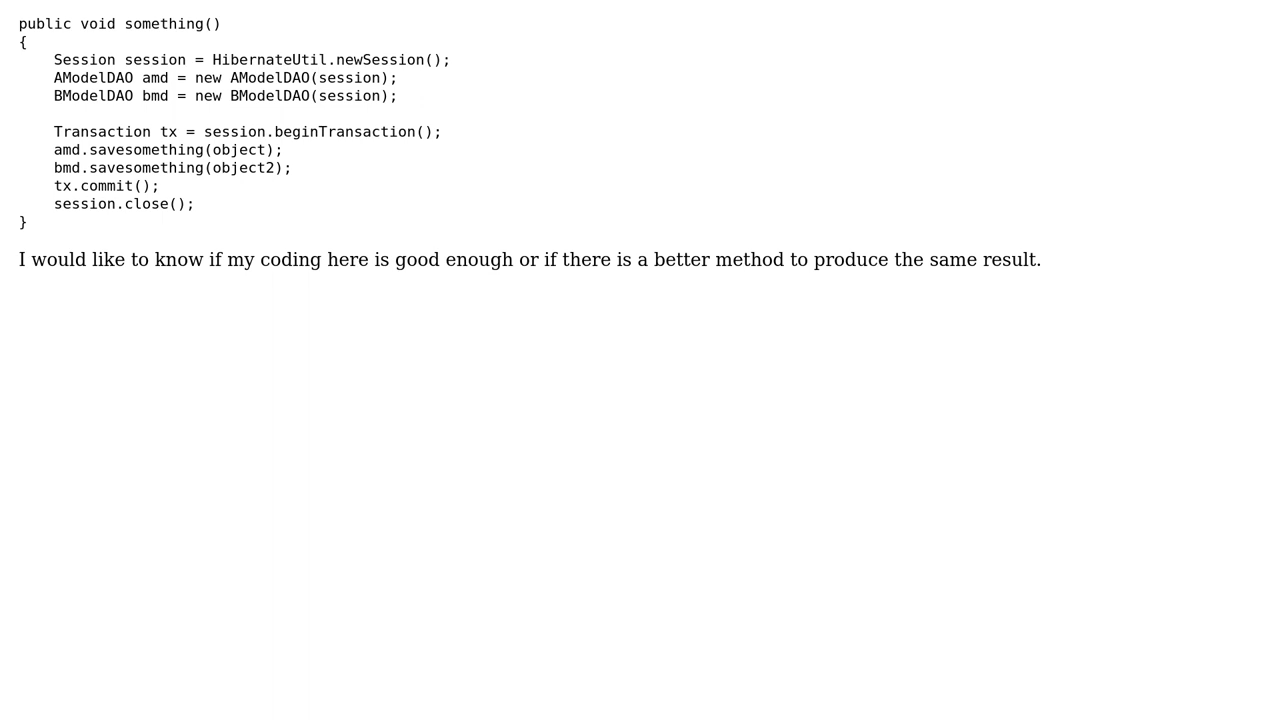 public void something()
{
    Session session = HibernateUtil.newSession();
    AModelDAO amd = new AModelDAO(session);
    BModelDAO bmd = new BModelDAO(session);

    Transaction tx = session.beginTransaction();
    amd.savesomething(object);
    bmd.savesomething(object2);
    tx.commit();
    session.close();
}
I would like to know if my coding here is good enough or if there is a better method to produce the same result.